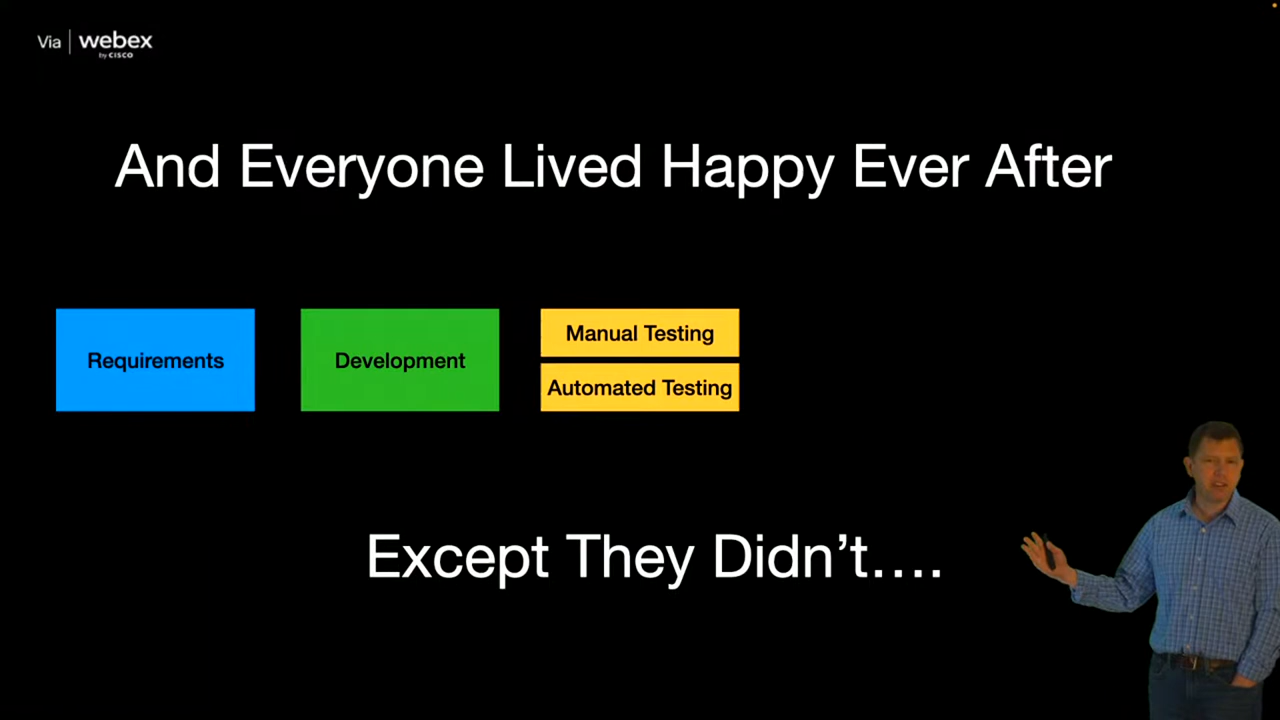 Via | webex
by CISCO
And Everyone Lived Happy Ever After
Requirements
Development
Manual Testing
Automated Testing
Except They Didn’t….